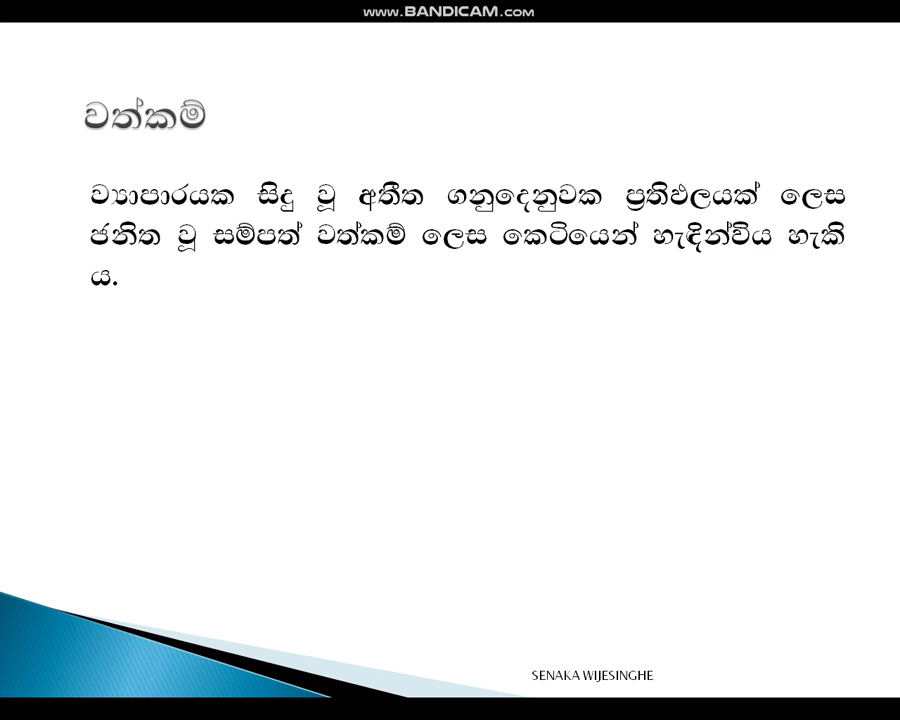 www.BANDICAM.com
වත්කම්
ව්‍යාපාරයක සිදු වූ අතීත ගනුදෙනුවක ප්‍රතිඵලයක් ලෙස
ජනිත වූ සම්පත් වත්කම් ලෙස කෙටියෙන් හැඳින්විය හැකි
ය.
SENAKA WIJESINGHE